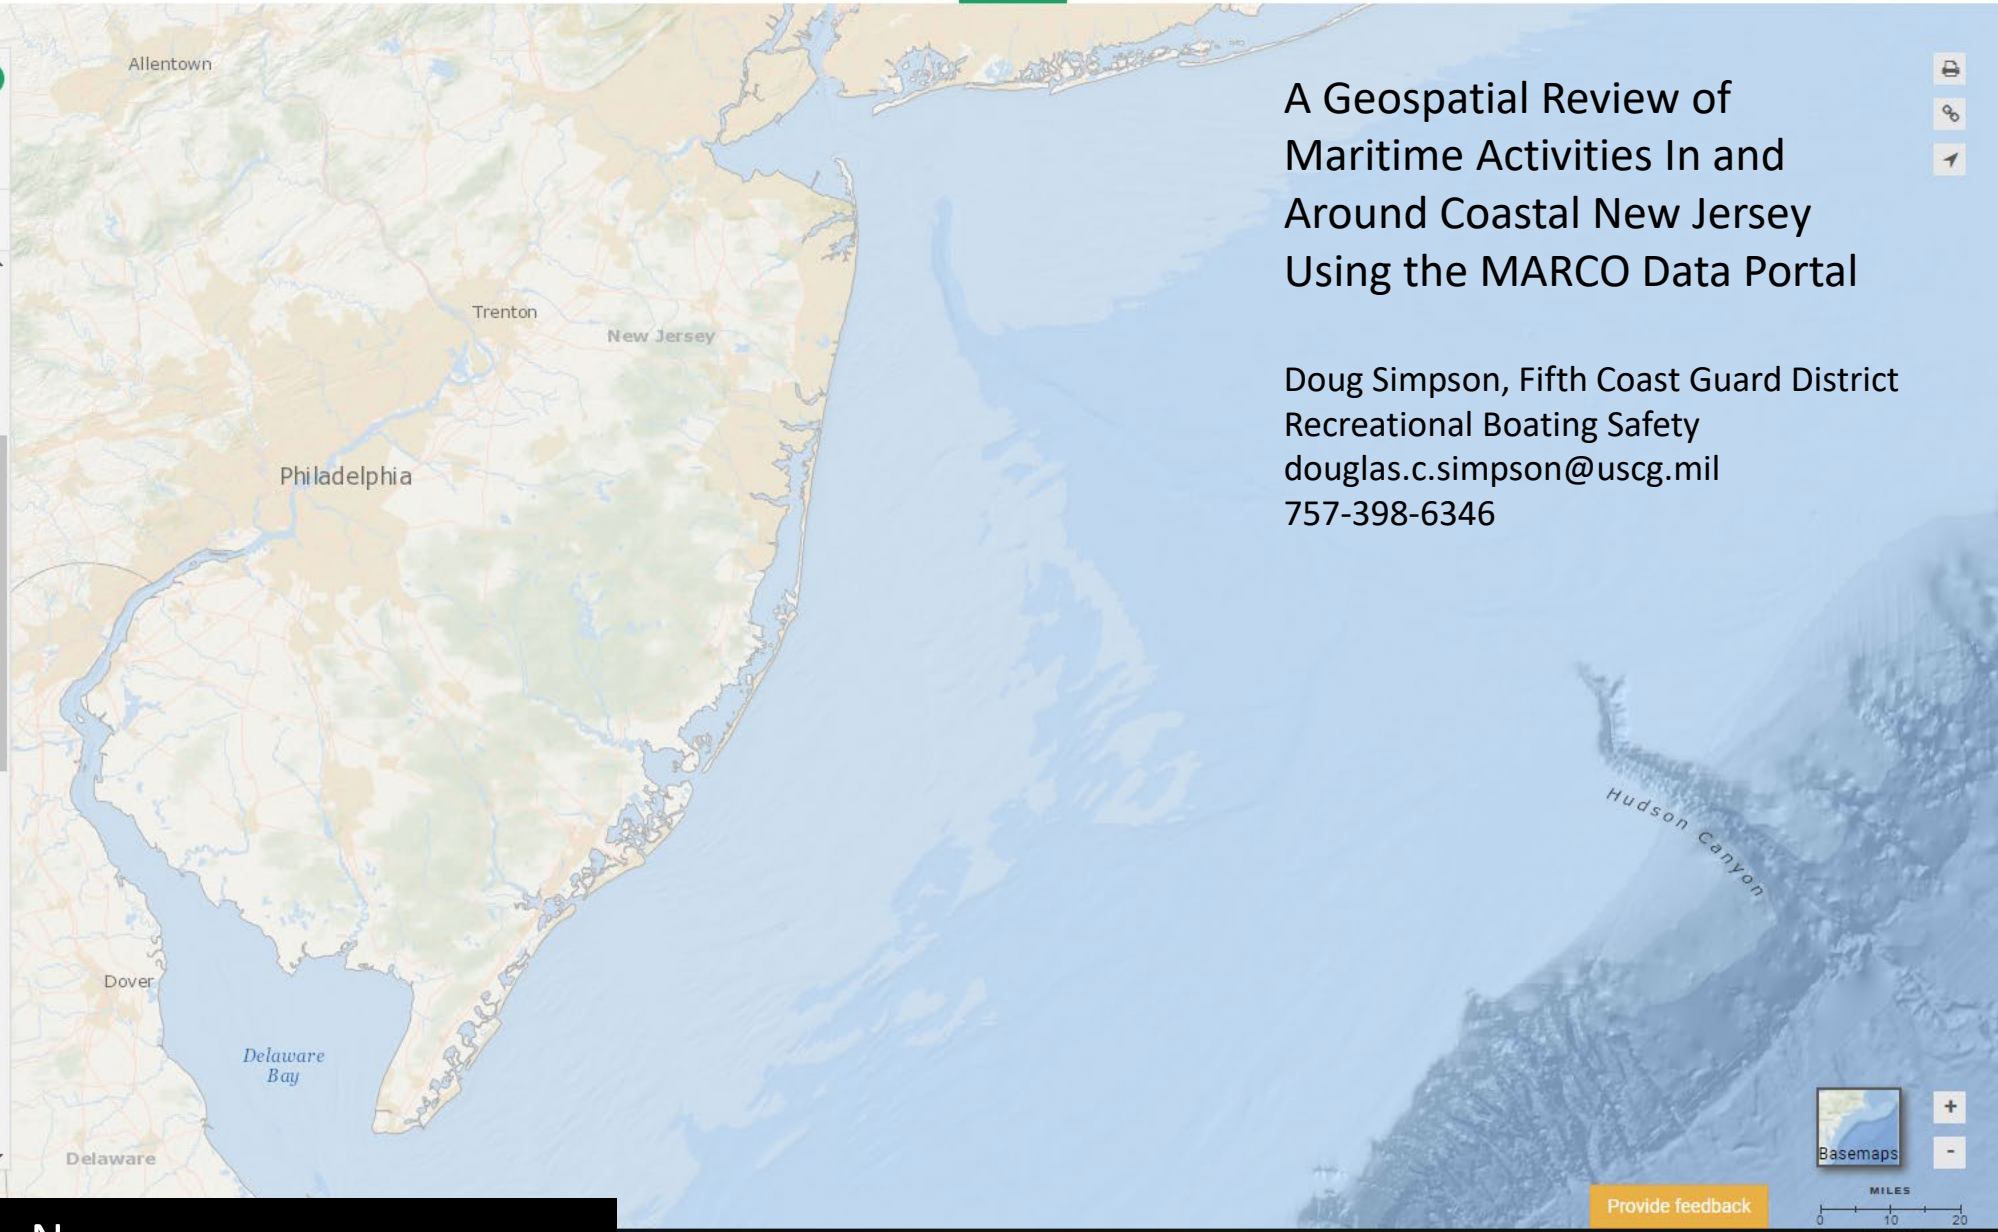 Allentown
A Geospatial Review of
Maritime Activities In and
Around Coastal New Jersey
Using the MARCO Data Portal
Trenton
New Jersey
Doug Simpson, Fifth Coast Guard District
Recreational Boating Safety
douglas.c.simpson@uscg.mil
757-398-6346
Philadelphia
Hudson Canyon
Dover
Delaware
Bay
Delaware
Basemaps
+
-
Provide feedback
MILES
0 10 20